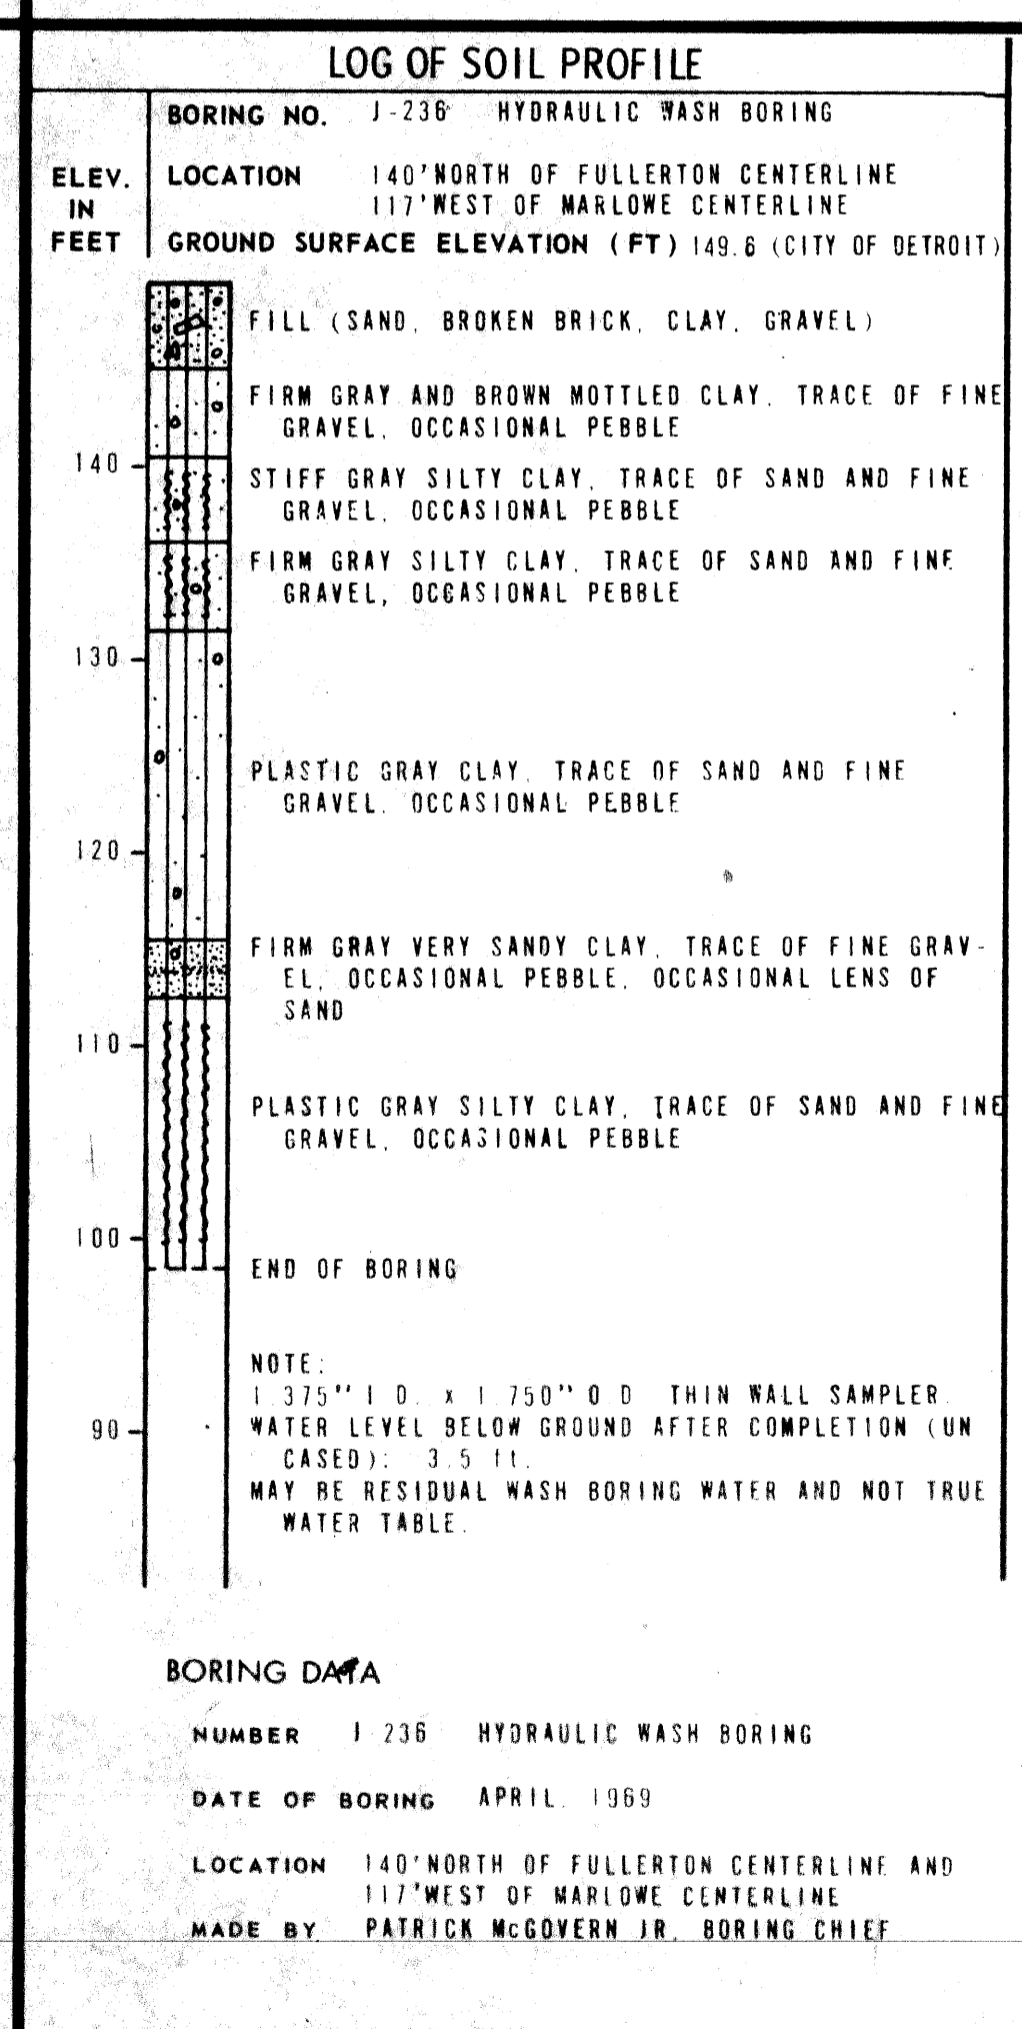 LOG OF SOIL PROFILE
BORING NO. J-236 HYDRAULIC WASH BORING
ELEV. IN FEET
LOCATION 140'NORTH OF FULLERTON CENTERLINE
117'WEST OF MARLOWE CENTERLINE
GROUND SURFACE ELEVATION (FT) 149.6 (CITY OF DETROIT)
FILL (SAND, BROKEN BRICK, CLAY, GRAVEL)
FIRM GRAY AND BROWN MOTTLED CLAY, TRACE OF FINE
GRAVEL, OCCASIONAL PEBBLE
140
STIFF GRAY SILTY CLAY, TRACE OF SAND AND FINE
GRAVEL, OCCASIONAL PEBBLE
FIRM GRAY SILTY CLAY, TRACE OF SAND AND FINE
GRAVEL, OCCASIONAL PEBBLE
130
PLASTIC GRAY CLAY, TRACE OF SAND AND FINE
GRAVEL, OCCASIONAL PEBBLE
120
FIRM GRAY VERY SANDY CLAY, TRACE OF FINE GRAV-
EL, OCCASIONAL PEBBLE, OCCASIONAL LENS OF
SAND
110
PLASTIC GRAY SILTY CLAY, TRACE OF SAND AND FINE
GRAVEL, OCCASIONAL PEBBLE
100
END OF BORING
NOTE:
1.375" I D. x 1.750" O D THIN WALL SAMPLER.
90
WATER LEVEL BELOW GROUND AFTER COMPLETION (UN
CASED): 3.5 ft.
MAY BE RESIDUAL WASH BORING WATER AND NOT TRUE
WATER TABLE.
BORING DATA
NUMBER J 236 HYDRAULIC WASH BORING
DATE OF BORING APRIL, 1969
LOCATION 140'NORTH OF FULLERTON CENTERLINE AND
117'WEST OF MARLOWE CENTERLINE
MADE BY PATRICK McGOVERN JR. BORING CHIEF